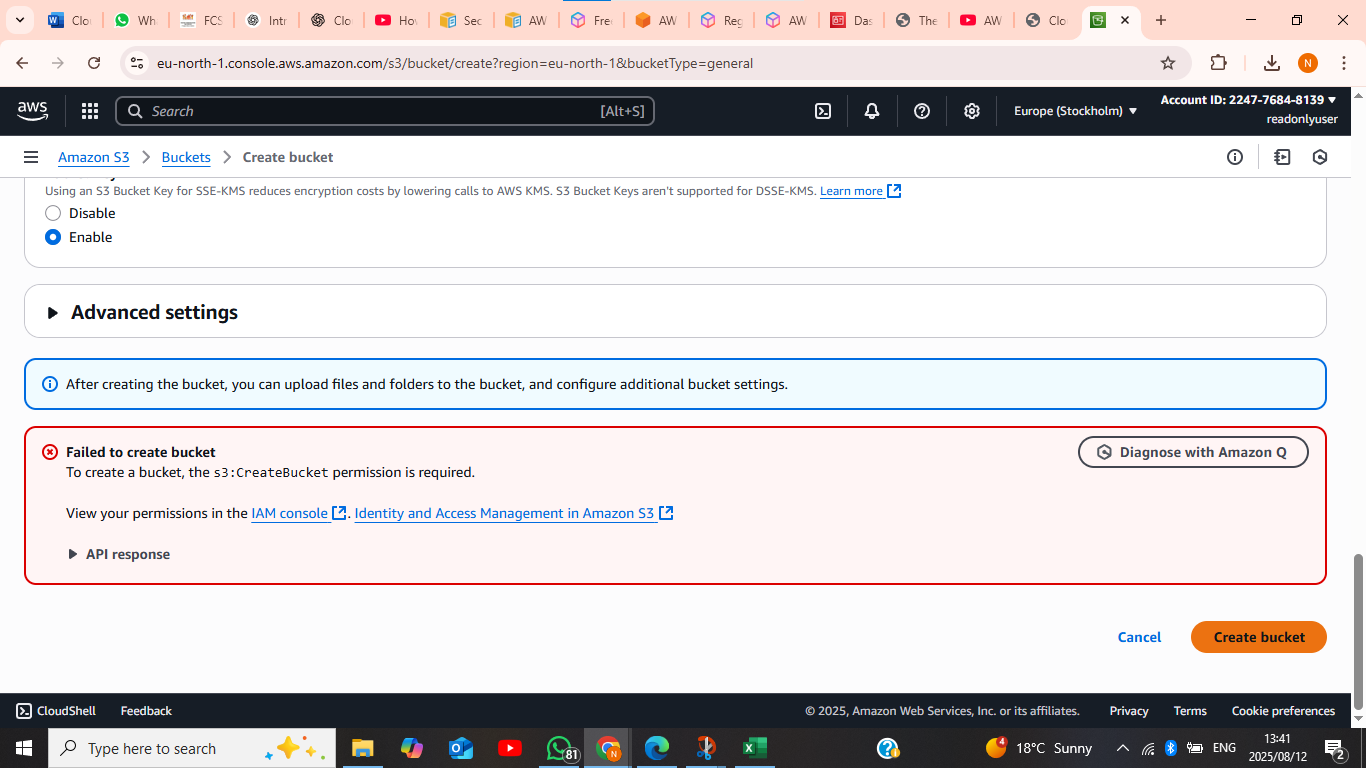 Clo
Wha
FCS
Intr
Clo
Hov
Sec
AW
Fre
AW
Reg
AW
Das
The
AW
Clo
eu-north-1.console.aws.amazon.com/s3/bucket/create?region=eu-north-1&bucketType=general
N
aws
Search
[Alt+S]
Europe (Stockholm)
Account ID: 2247-7684-8139
readonlyuser
Amazon S3 > Buckets > Create bucket
Using an S3 Bucket Key for SSE-KMS reduces encryption costs by lowering calls to AWS KMS. S3 Bucket Keys aren't supported for DSSE-KMS. Learn more
Disable
Enable
Advanced settings
After creating the bucket, you can upload files and folders to the bucket, and configure additional bucket settings.
Failed to create bucket
Diagnose with Amazon Q
To create a bucket, the s3:CreateBucket permission is required.
View your permissions in the IAM console. Identity and Access Management in Amazon S3
API response
Cancel
Create bucket
CloudShell
Feedback
© 2025, Amazon Web Services, Inc. or its affiliates.
Privacy
Terms
Cookie preferences
Type here to search
81
N
4
18°C Sunny
ENG
13:41
2025/08/12
2